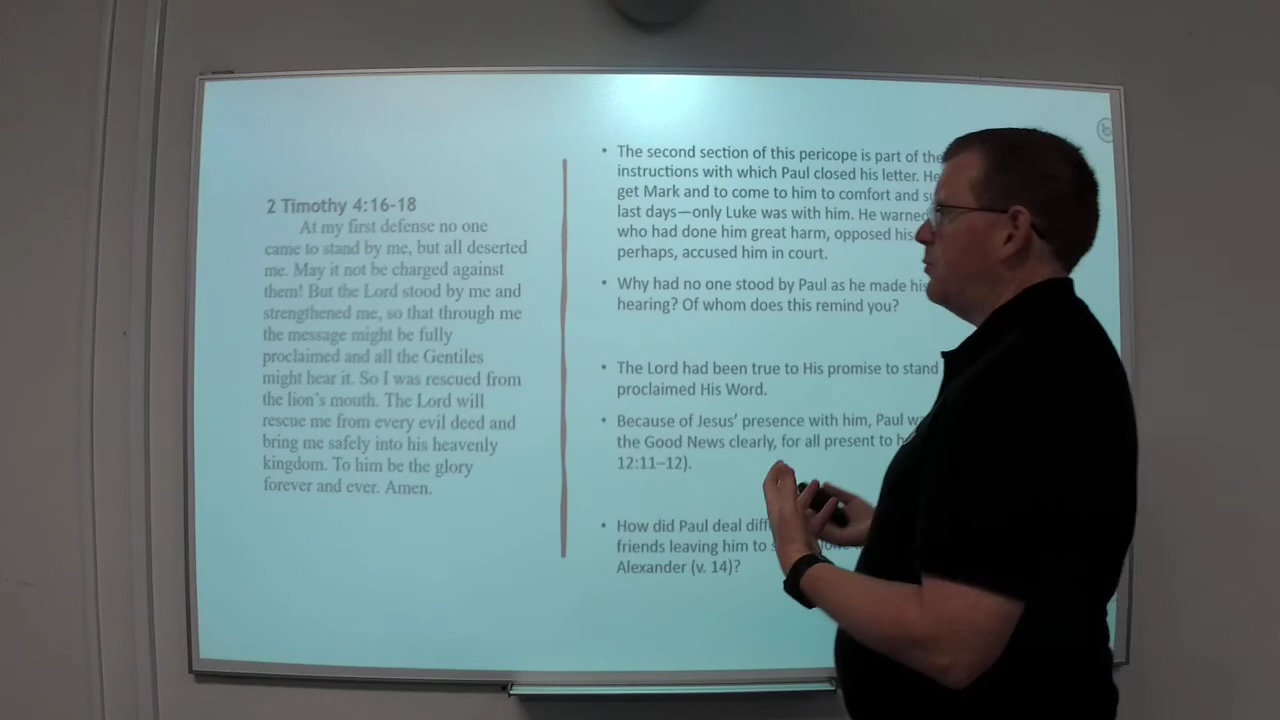 2 Timothy 4:16-18
At my first defense no one
came to stand by me, but all deserted
me. May it not be charged against
them! But the Lord stood by me and
strengthened me, so that through me
the message might be fully
proclaimed and all the Gentiles
might hear it. So I was rescued from
the lion's mouth. The Lord will
rescue me from every evil deed and
bring me safely into his heavenly
kingdom. To him be the glory
forever and ever. Amen.
• The second section of this pericope is part of the
instructions with which Paul closed his letter. He
get Mark and to come to him to comfort and
last days—only Luke was with him. He warned
who had done him great harm, opposed his
perhaps, accused him in court.
• Why had no one stood by Paul as he made his
hearing? Of whom does this remind you?
• The Lord had been true to His promise to stand
proclaimed His Word.
• Because of Jesus' presence with him, Paul
the Good News clearly, for all present to
12:11–12).
• How did Paul deal
friends leaving him to
Alexander (v. 14)?